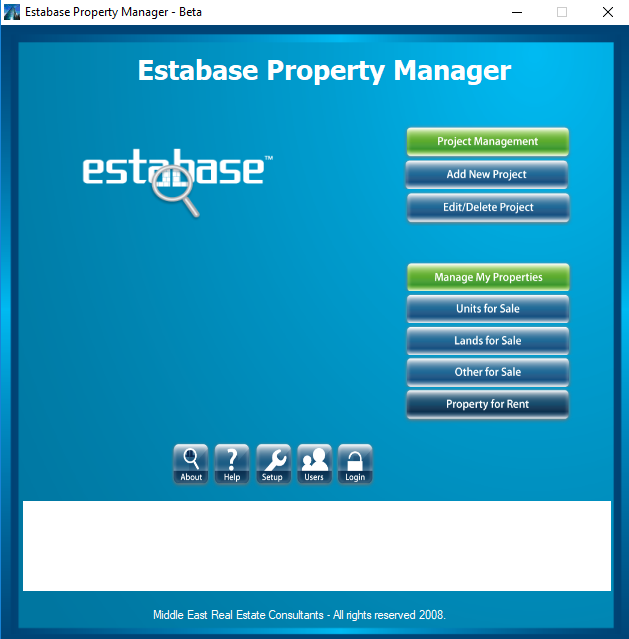 Estabase Property Manager - Beta
Estabase Property Manager
estabase™
Project Management
Add New Project
Edit/Delete Project
Manage My Properties
Units for Sale
Lands for Sale
Other for Sale
Property for Rent
About Help Setup Users Login
Middle East Real Estate Consultants - All rights reserved 2008.